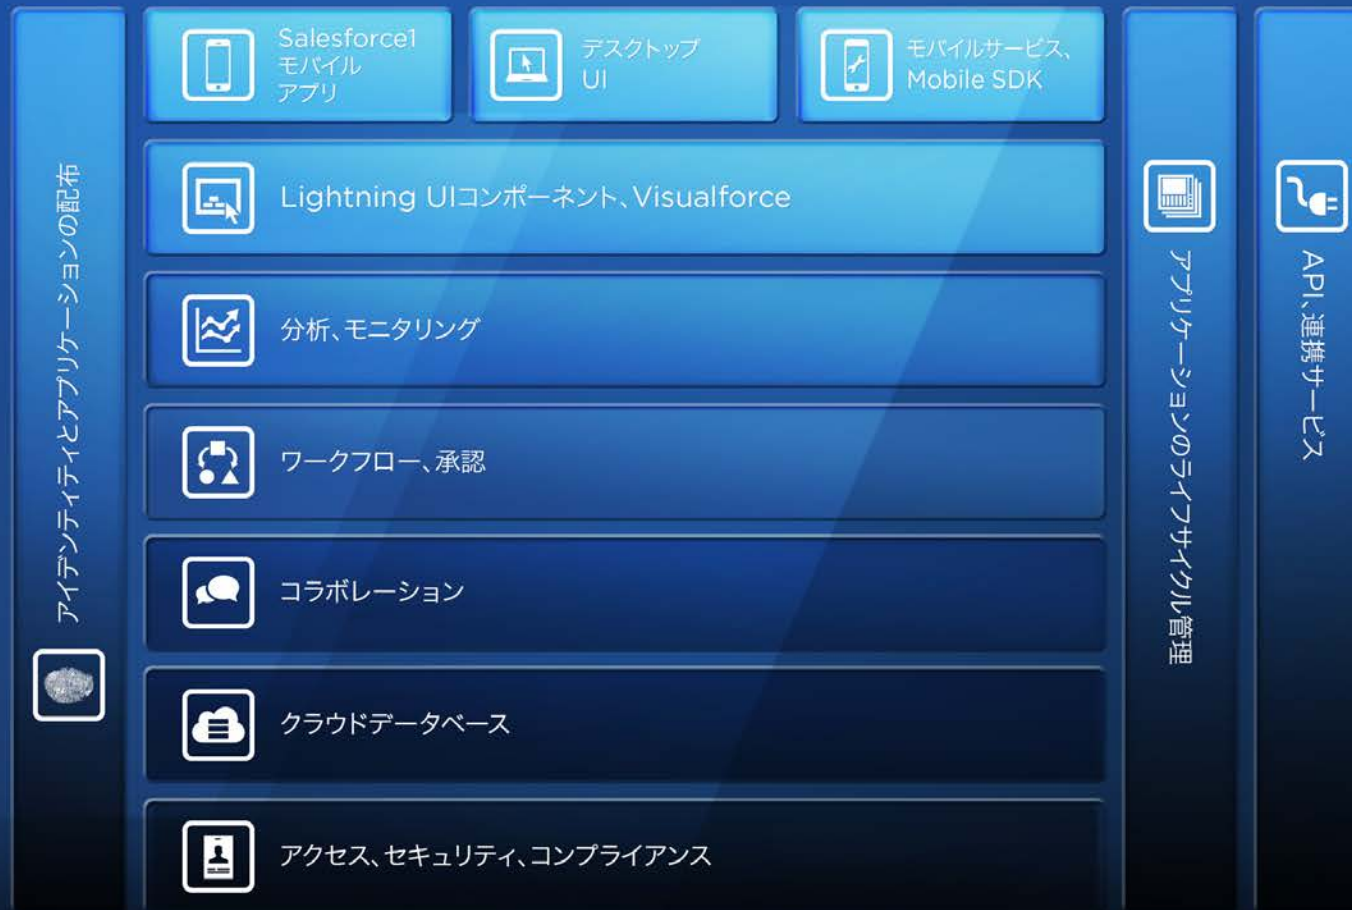 アイデンティティとアプリケーションの配布
Salesforce1
モバイル
アプリ
デスクトップ
UI
モバイルサービス、
Mobile SDK
Lightning UIコンポーネント、Visualforce
分析、モニタリング
ワークフロー、承認
コラボレーション
クラウドデータベース
アクセス、セキュリティ、コンプライアンス
アプリケーションのライフサイクル管理
API、連携サービス